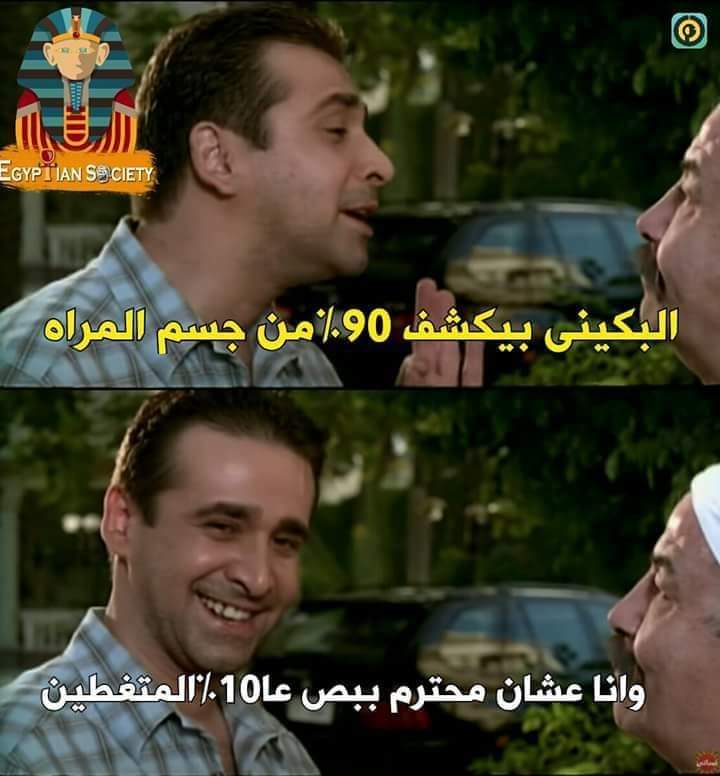 EGYPTIAN SOCIETY
البكينى بيكشف 90٪من جسم المراه
وانا عشان محترم ببص عا10٪المتغطين